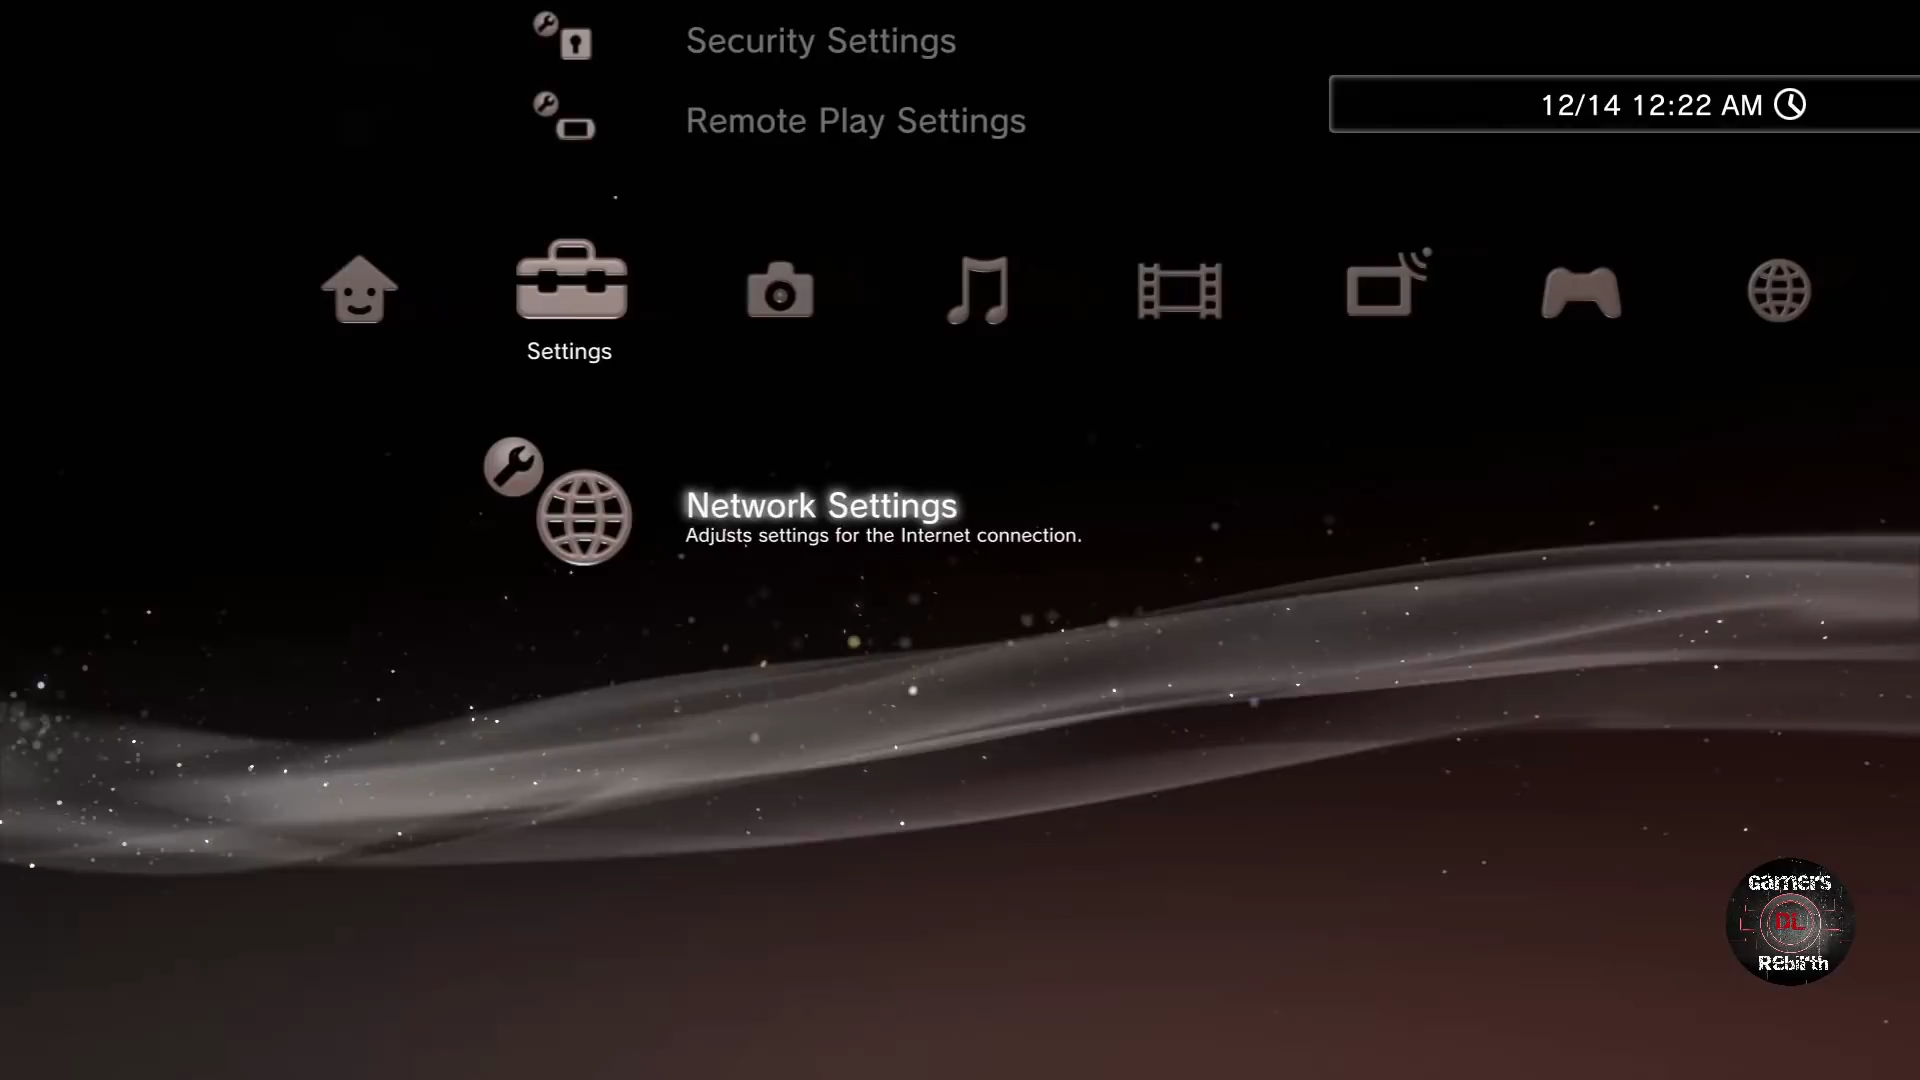 Security Settings
Remote Play Settings
12/14 12:22 AM
Settings
Network Settings
Adjusts settings for the Internet connection.
Gamers
DL
REbirth